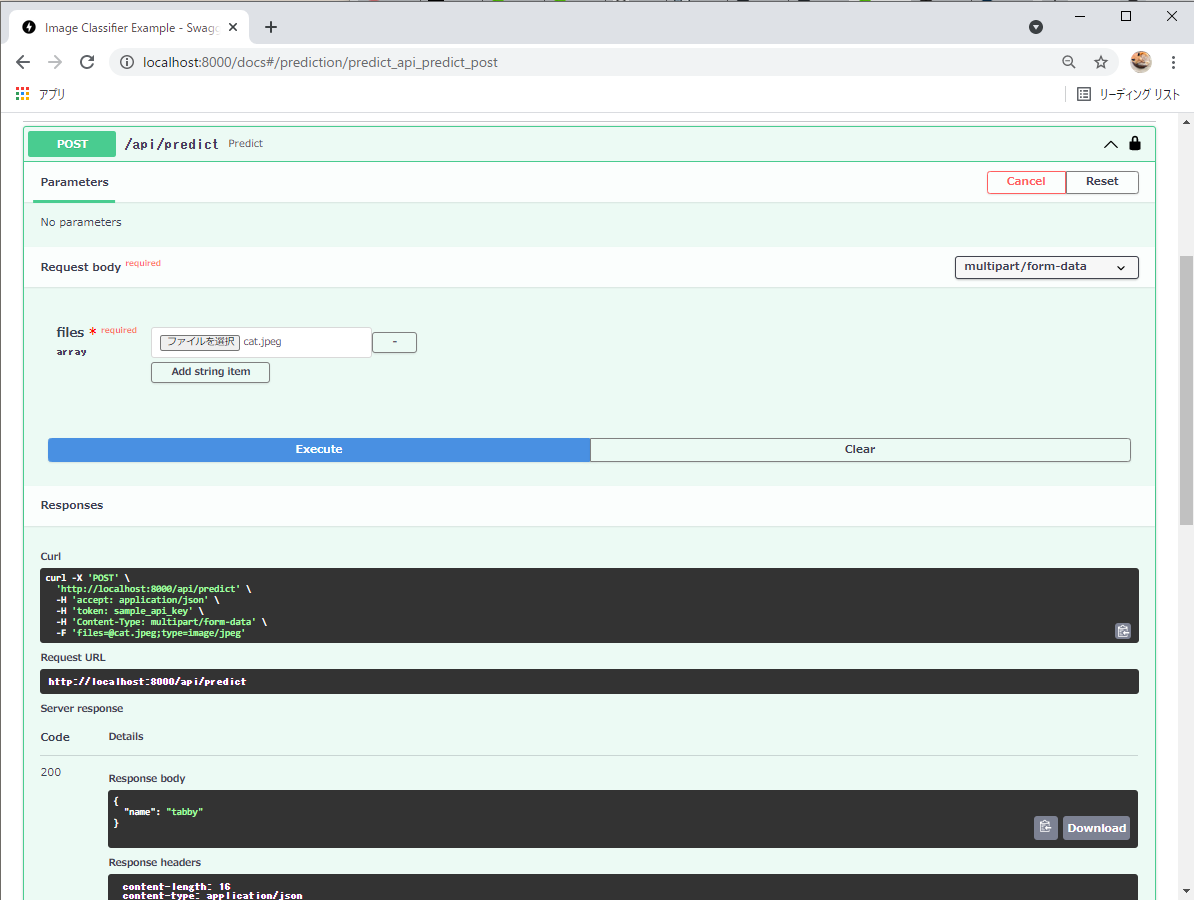 Image Classifier Example - Swagg
localhost:8000/docs#/prediction/predict_api_predict_post
アプリ
リーディング リスト
POST /api/predict Predict
Parameters
Cancel
Reset
No parameters
Request body required
multipart/form-data
files * required
array
ファイルを選択 cat.jpeg
-
Add string item
Execute
Clear
Responses
Curl
curl -X 'POST' \
'http://localhost:8000/api/predict' \
-H 'accept: application/json' \
-H 'token: sample_api_key' \
-H 'Content-Type: multipart/form-data' \
-F 'files=@cat.jpeg;type=image/jpeg'
Request URL
http://localhost:8000/api/predict
Server response
Code
Details
200
Response body
{
"name": "tabby"
}
Download
Response headers
content-length: 16
content-type: application/json